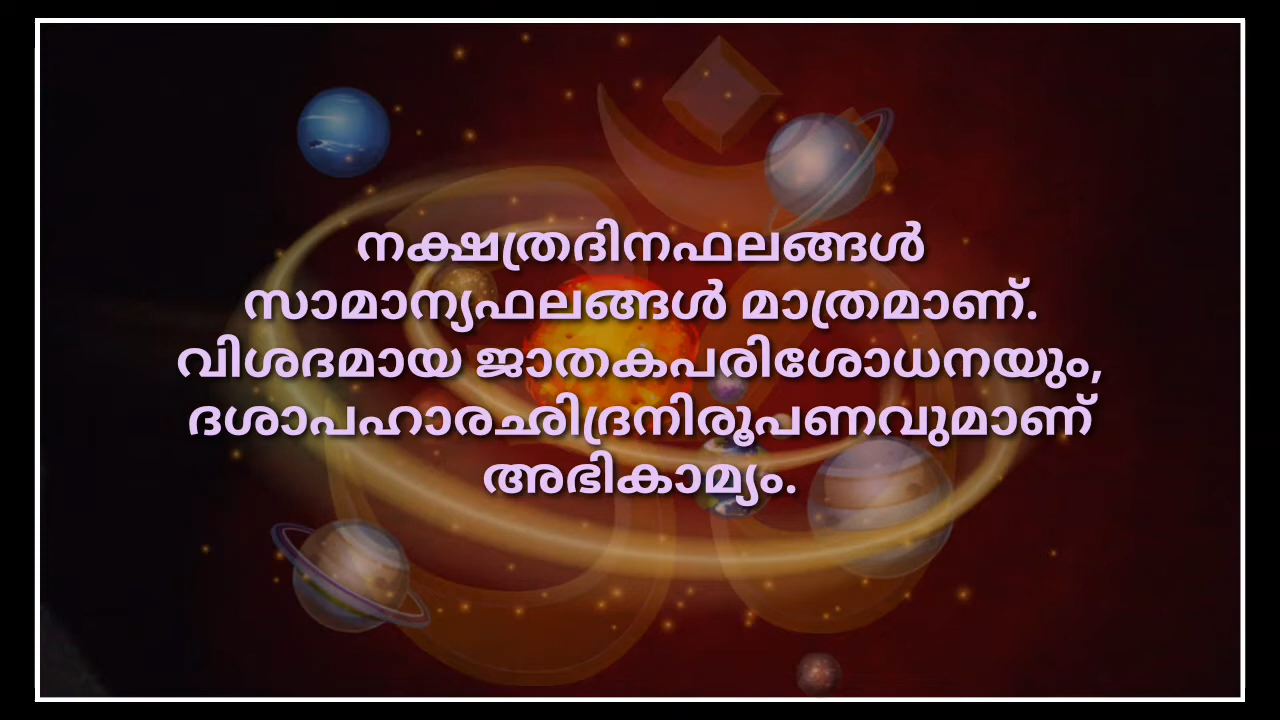 നക്ഷത്രദിനഫലങ്ങൾ
സാമാന്യഫലങ്ങൾ മാത്രമാണ്.
വിശദമായ ജാതകപരിശോധനയും,
ദശാപഹാരഛിദ്രനിരൂപണവുമാണ്
അഭികാമ്യം.